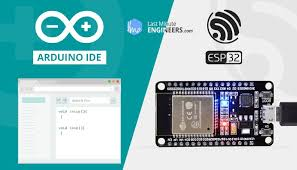 Last Minute
ENGINEERS.com
ARDUINO IDE
ESP32
void setup(){
}
void loop(){
}